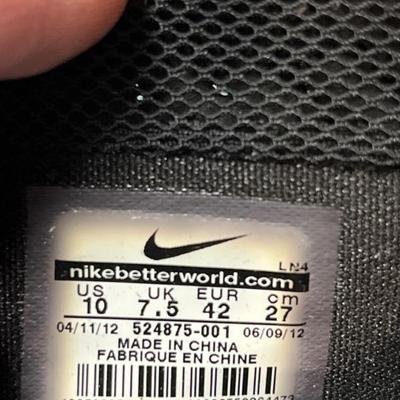 LN4
nikebetterworld.com
US UK EUR cm
10 7.5 42 27
04/11/12 524875-001 06/09/12
MADE IN CHINA
FABRIQUE EN CHINE